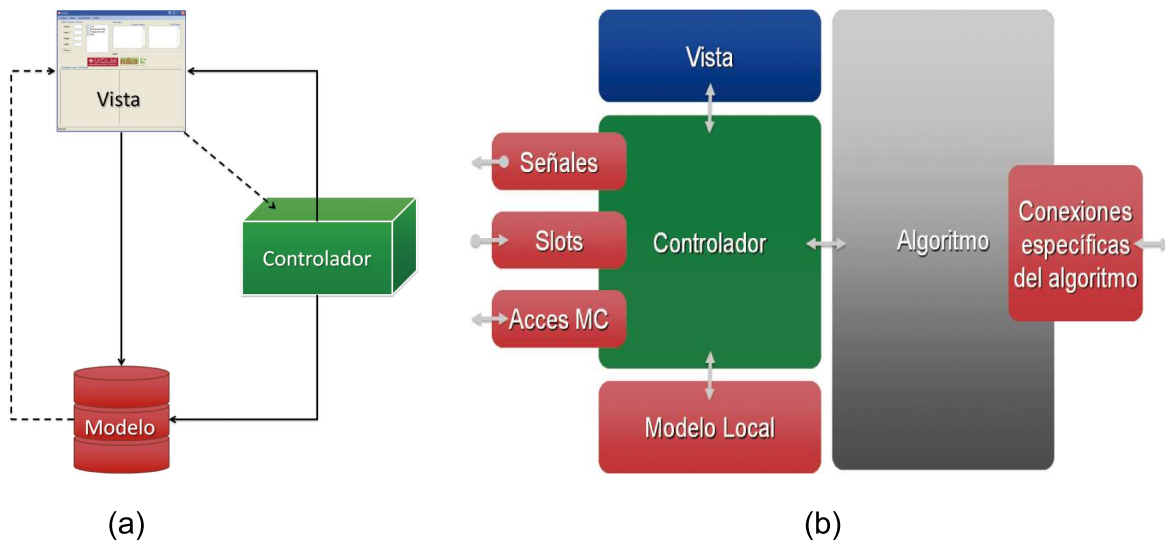 Vista
Controlador
Modelo
(a)
Vista
Señales
Slots
Acces MC
Controlador
Algoritmo
Conexiones
específicas
del algoritmo
Modelo Local
(b)